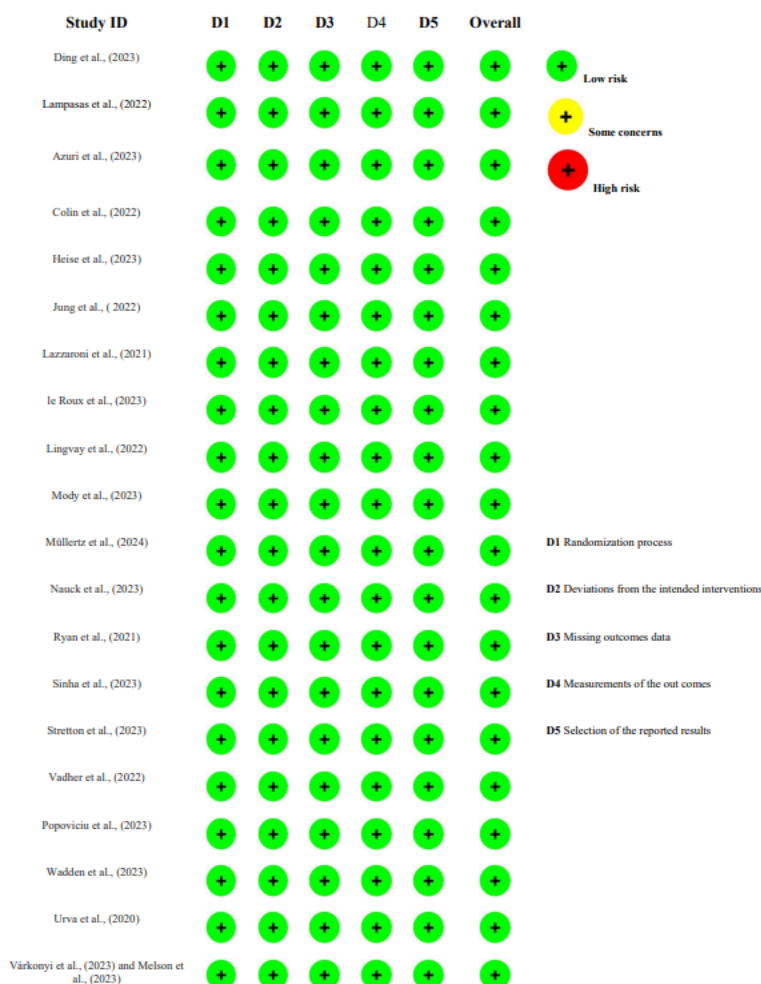 Study ID D1 D2 D3 D4 D5 Overall
Ding et al., (2023) + + + + + + +
Low risk
Lampasas et al., (2022) + + + + + + +
Some concerns
Azuri et al., (2023) + + + + + + +
High risk
Colin et al., (2022) + + + + + +
Heise et al., (2023) + + + + + +
Jung et al., ( 2022) + + + + + +
Lazzaroni et al., (2021) + + + + + +
le Roux et al., (2023) + + + + + +
Lingvay et al., (2022) + + + + + +
Mody et al., (2023) + + + + + +
Müllertz et al., (2024) + + + + + + D1 Randomization process
Nauck et al., (2023) + + + + + + D2 Deviations from the intended interventions
Ryan et al., (2021) + + + + + + D3 Missing outcomes data
Sinha et al., (2023) + + + + + + D4 Measurements of the out comes
Stretton et al., (2023) + + + + + + D5 Selection of the reported results
Vadher et al., (2022) + + + + + +
Popoviciu et al., (2023) + + + + + +
Wadden et al., (2023) + + + + + +
Urva et al., (2020) + + + + + +
Várkonyi et al., (2023) and Melson et + + + + + +
al., (2023)